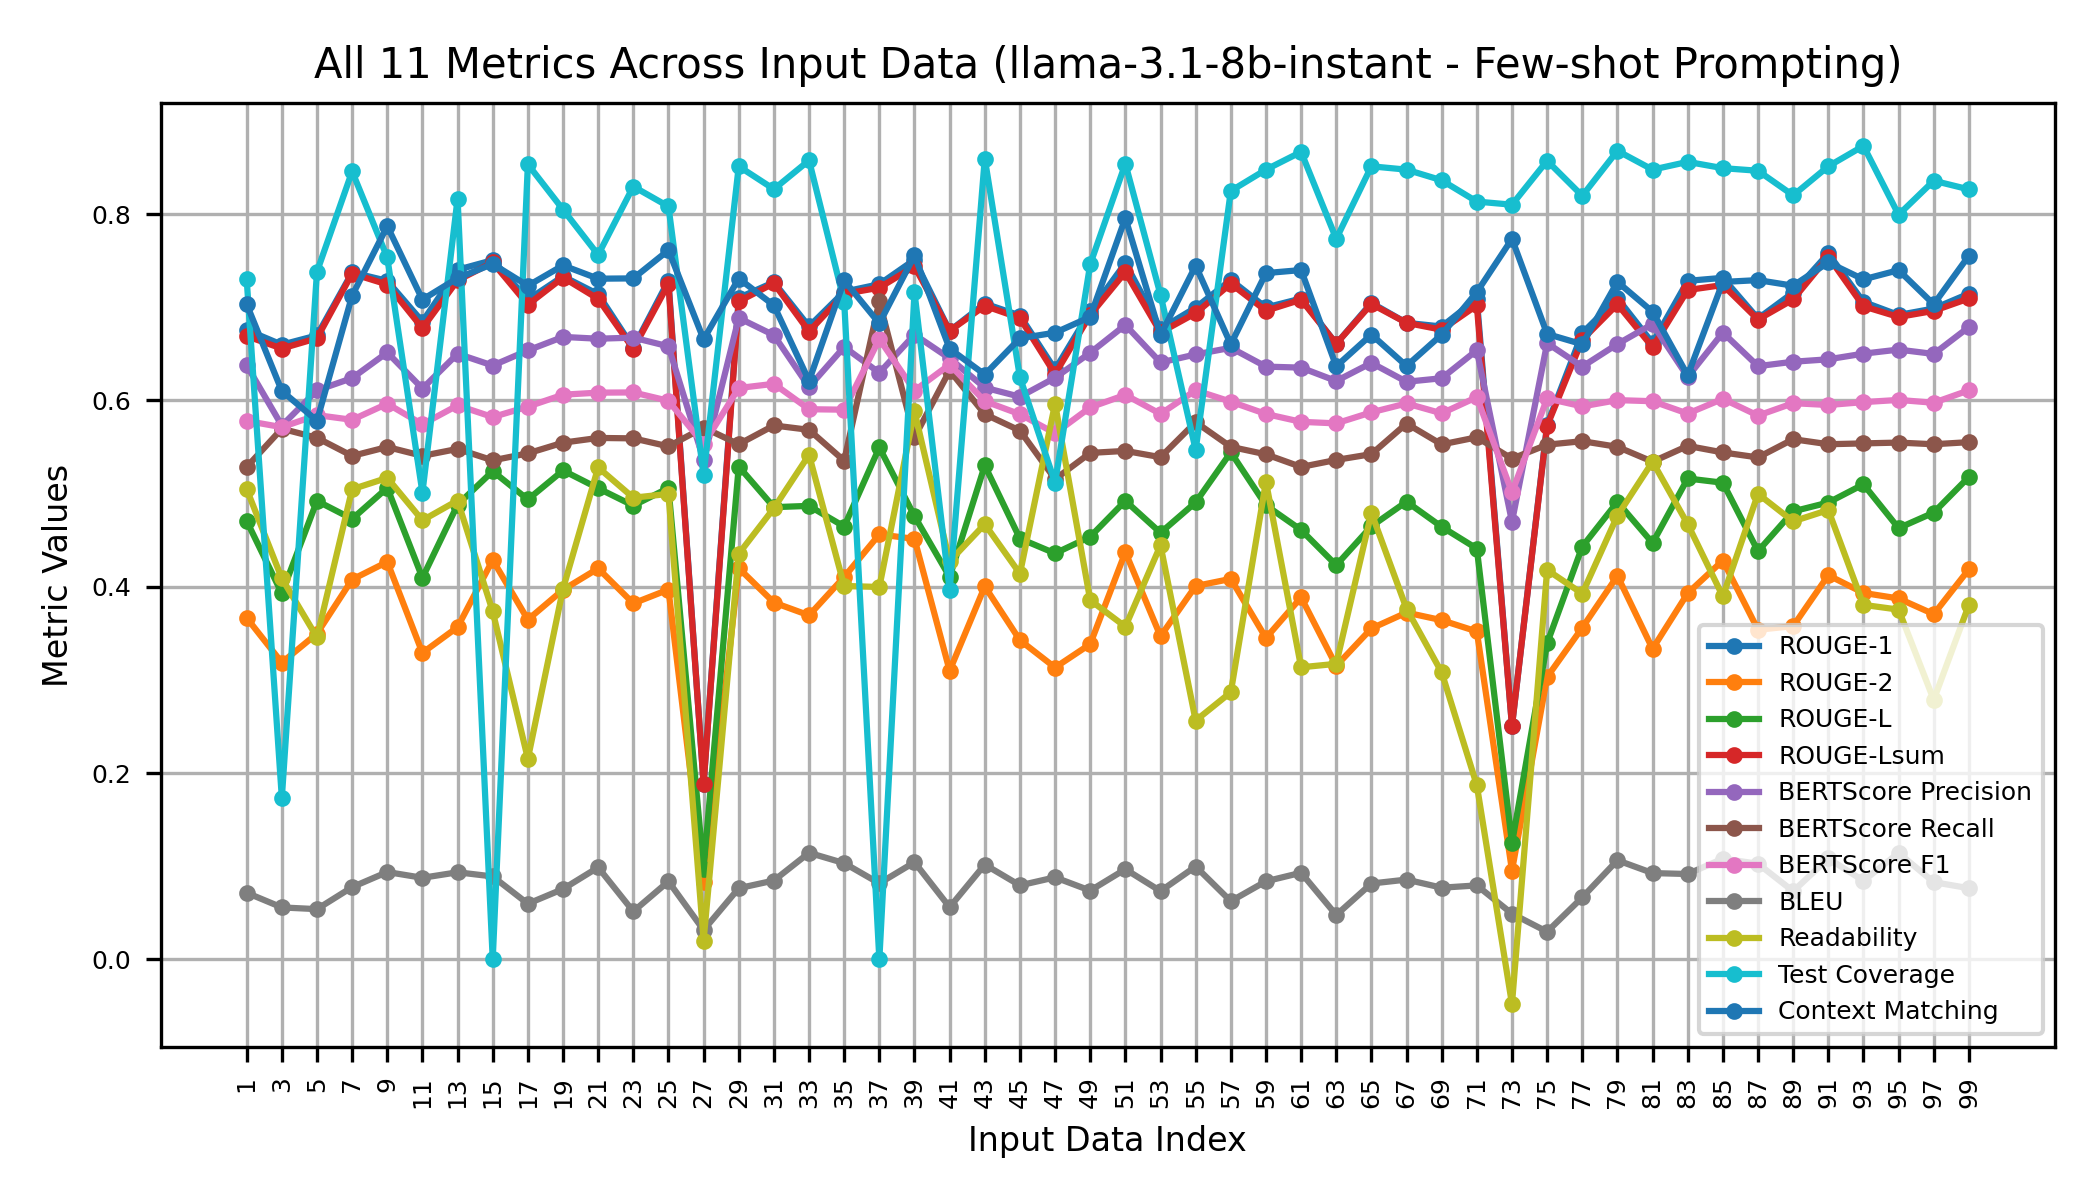 All 11 Metrics Across Input Data (llama-3.1-8b-instant - Few-shot Prompting)
Metric Values
0.8
0.6
0.4
0.2
0.0
ROUGE-1
ROUGE-2
ROUGE-L
ROUGE-Lsum
BERTScore Precision
BERTScore Recall
BERTScore F1
BLEU
Readability
Test Coverage
Context Matching
1 3 5 7 9 11 13 15 17 19 21 23 25 27 29 31 33 35 37 39 41 43 45 47 49 51 53 55 57 59 61 63 65 67 69 71 73 75 77 79 81 83 85 87 89 91 93 95 97 99
Input Data Index